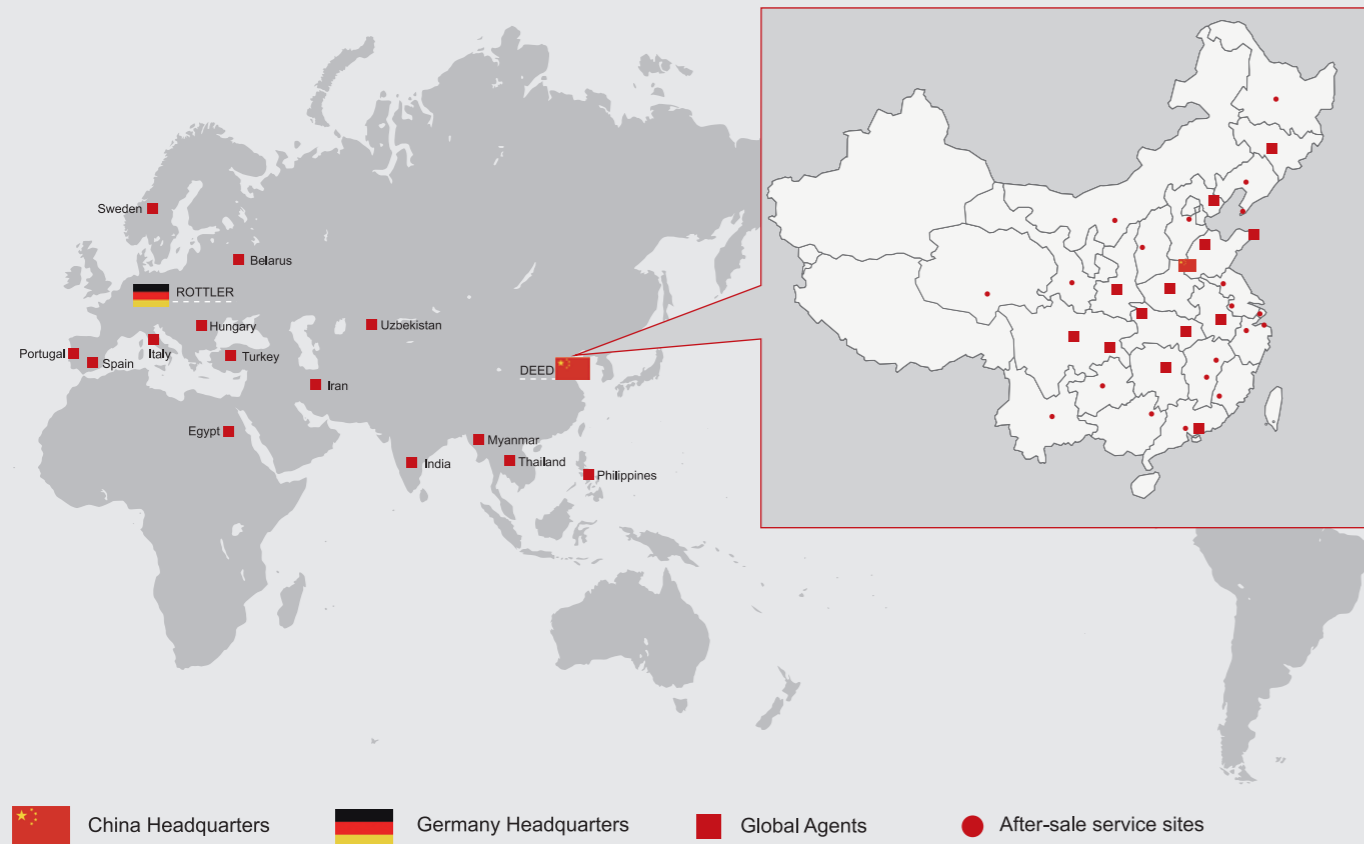 Sweden
Belarus
ROTTLER
Hungary
Uzbekistan
Portugal
Italy
Turkey
Spain
DEED
Iran
Egypt
Myanmar
India
Thailand
Philippines
China Headquarters
Germany Headquarters
Global Agents
After-sale service sites